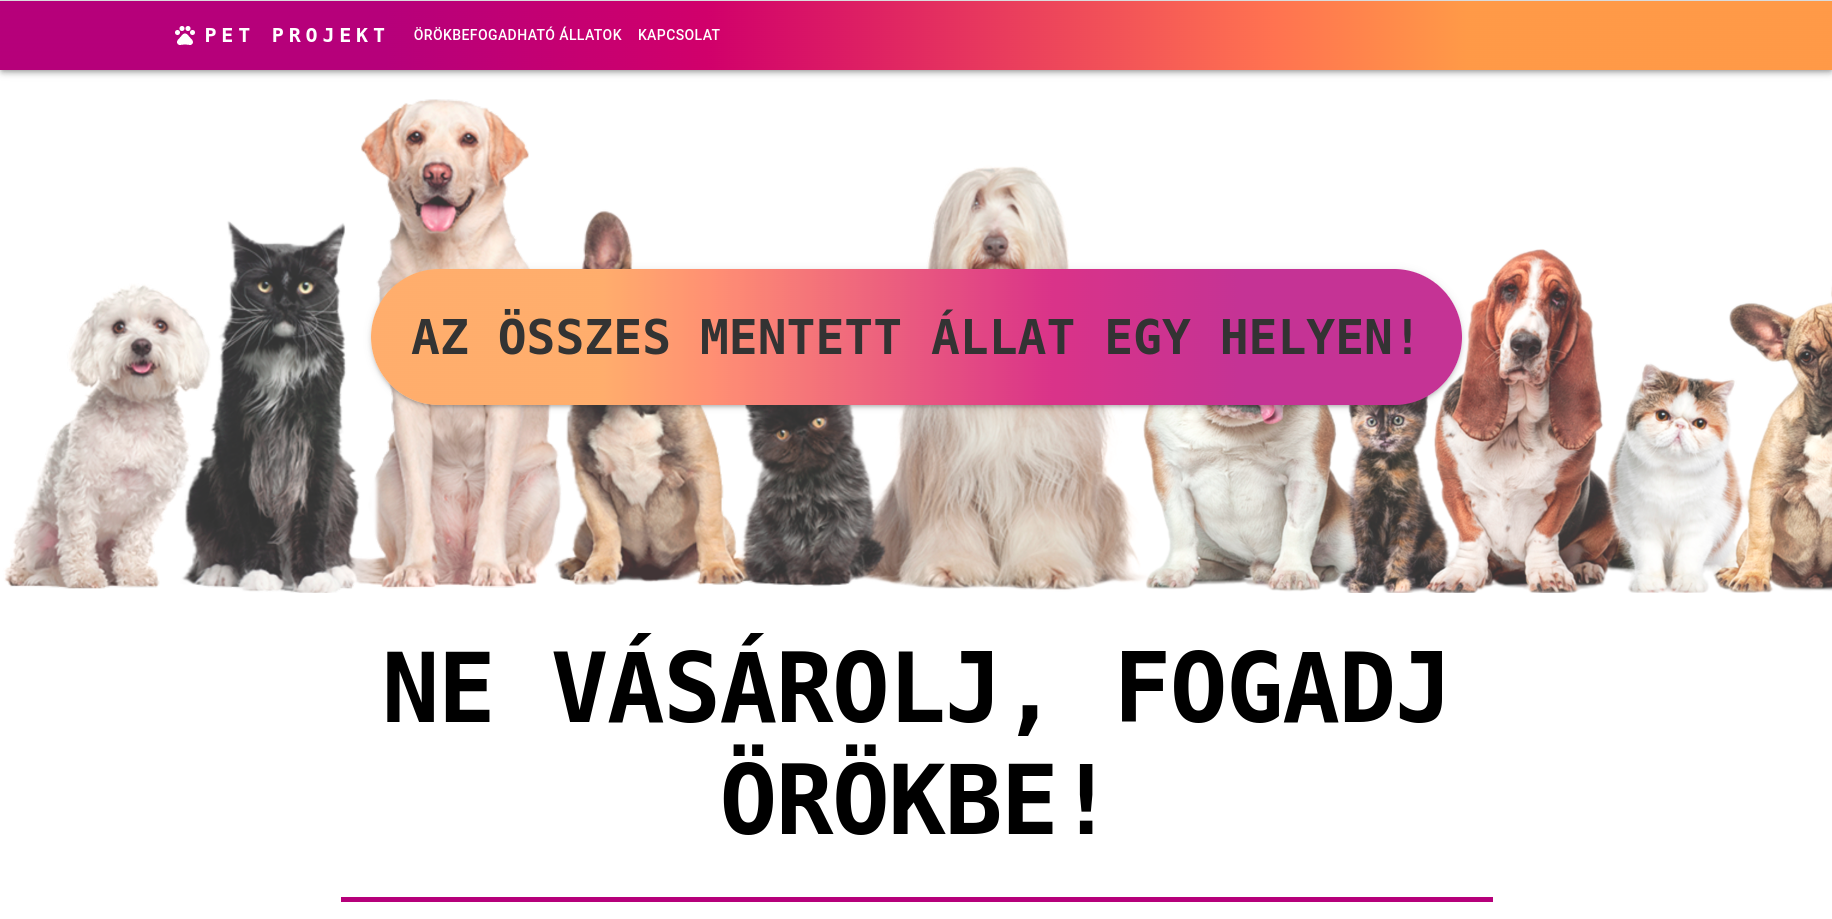 PET PROJEKT ÖRÖKBEFOGADHATÓ ÁLLATOK KAPCSOLAT
AZ ÖSSZES MENTETT ÁLLAT EGY HELYEN!
NE VÁSÁROLJ, FOGADJ
ÖRÖKBE!